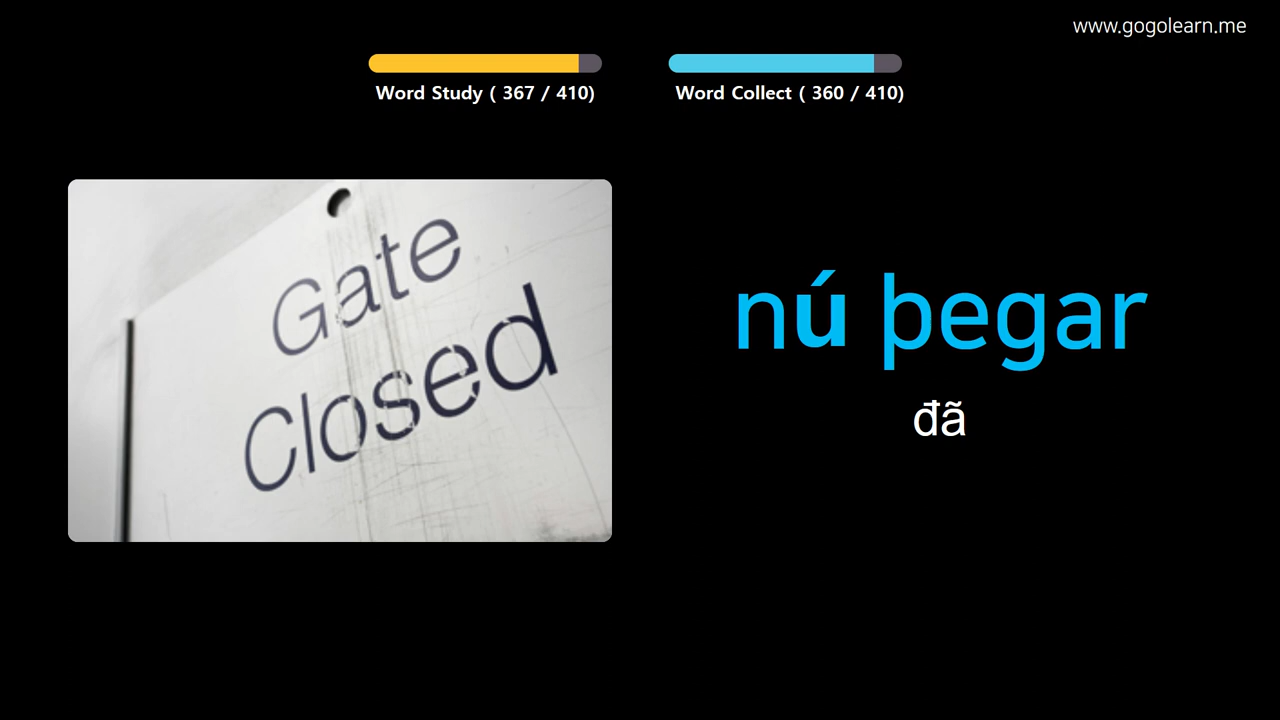 www.gogolearn.me
Word Study ( 367 / 410)
Word Collect ( 360 / 410)
Gate
Closed
nú þegar
đã